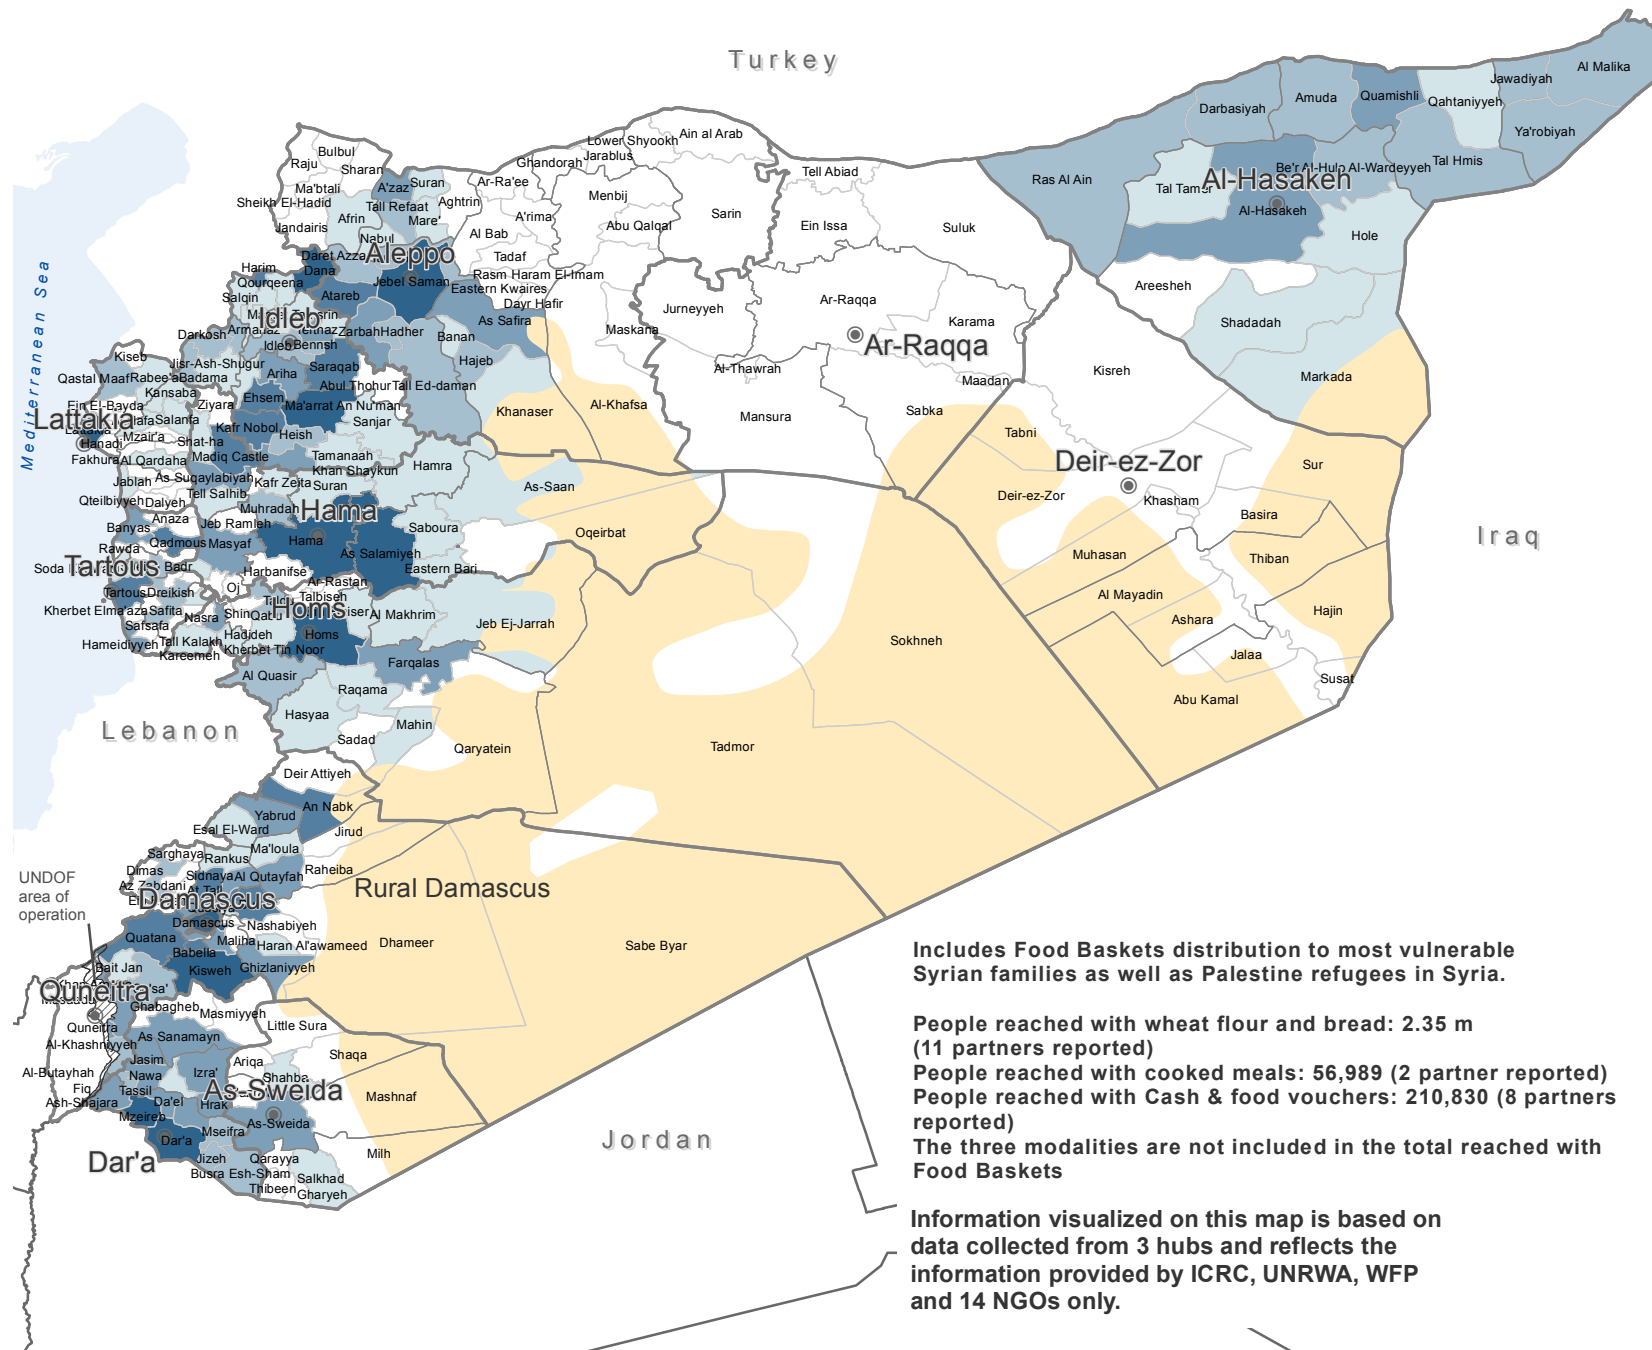 Turkey
Al Malika
Jawadiyah
Quamishli
Qahtaniyyeh
Amuda
Darbasiyah
Ya'robiyah
Tal Hmis
Be'r Al-Hulo Al-Wardeyyeh
Ras Al Ain
Tal Tamer
Al-Hasakeh
Al-Hasakeh
Hole
Areesheh
Shadadah
Markada
Ain al Arab
Lower Shyookh
Jarablus
Ghandorah
Bulbul
Raju
Sharan
Ma'btali
Sheikh El-Hadid
Jandairis
A'zaz
Suran
Tall Refaat
Aghtrin
Mare'
Afrin
Nabul
Ar-Ra'ee
A'rima
Al Bab
Tadaf
Menbij
Abu Qalqal
Sarin
Tell Abiad
Ein Issa
Suluk
Aleppo
Daret Azza
Dana
Jebel Saman
Rasm Haram El-Imam
Eastern Kwaires
Dayr Hafir
As Safira
Harim
Qourqeena
Salqin
Atareb
Idleb
Armanaz
Zarbah
Hadher
Banan
Hajeb
Darkosh
Idleb
Bennsh
Maskana
Jurneyyeh
Ar-Raqqa
Karama
Ar-Raqqa
Al-Thawrah
Mansura
Maadan
Sabka
Kisreh
Kiseb
Qastal Maaf
Rabee'a
Badama
Jisr-Ash-Shugur
Ariha
Saraqab
Abul Thohur
Tall Ed-daman
Kansaba
Ein El-Bayda
Ziyara
Ehsem
Ma'arrat An Nu'man
Sanjar
Khanaser
Al-Khafsa
Lattakia
Hanadi
Mzair'a
Salanfa
Shat-ha
Kafr Nobol
Heish
Fakhura
Al Qardaha
Madiq Castle
Tamanaah
Khan Shaykun
Hamra
Jablah
As Suqaylabiyah
Kafr Zeita
Suran
Tell Salhib
Qteilbiyyeh
Dalyeh
Muhradah
Hama
As-Saan
Banyas
Anaza
Jeb Ramleh
Hama
Saboura
Oqeirbat
Rawda
Qadmous
Masyaf
As Salamiyeh
Eastern Bari
Tartous
Badr
Harbanifse
Oj
Ar-Rastan
Talbiseh
Tartous
Dreikish
Homs
Al Makhrim
Jeb Ej-Jarrah
Kherbet Elma'aza
Safita
Nasra
Shin
Safsafa
Hadideh
Homs
Hameidiyyeh
Tall Kalakh
Kareemeh
Kherbet Tin Noor
Farqalas
Al Quasir
Raqama
Hasyaa
Mahin
Sadad
Qaryatein
Tadmor
Sokhneh
Tabni
Deir-ez-Zor
Deir-ez-Zor
Khasham
Sur
Basira
Muhasan
Thiban
Al Mayadin
Ashara
Hajin
Jalaa
Susat
Abu Kamal
Iraq
Mediterranean Sea
Lebanon
Deir Attiyeh
An Nabk
Yabrud
Jirud
Esal El-Ward
Ma'loula
Sarghaya
Rankus
Raheiba
Dimas
Sidnaya
Al Qutayfah
Az Zabdani
At Tall
Rural Damascus
Damascus
Damascus
Nashabiyeh
Maliha
Haran Al'awameed
Quatana
Babella
Kisweh
Ghizlaniyyeh
Dhameer
Sabe Byar
Bait Jan
UNDOF
area of
operation
Quneitra
Quneitra
Ghabagheb
Masmiyyeh
Little Sura
Al-Khashniyyeh
As Sanamayn
Jasim
Ariqa
Shaqa
Al-Butayhah
Nawa
Izra'
Shahba
Fiq
Tassil
As-Sweida
Mashnaf
Ash-Shajara
Da'el
Hrak
Mzeireb
Mseifra
As-Sweida
Dar'a
Dar'a
Jizeh
Qarayya
Milh
Busra Esh-Sham
Salkhad
Thibeen
Gharyeh
Jordan
Includes Food Baskets distribution to most vulnerable
Syrian families as well as Palestine refugees in Syria.
People reached with wheat flour and bread: 2.35 m
(11 partners reported)
People reached with cooked meals: 56,989 (2 partner reported)
People reached with Cash & food vouchers: 210,830 (8 partners
reported)
The three modalities are not included in the total reached with
Food Baskets
Information visualized on this map is based on
data collected from 3 hubs and reflects the
information provided by ICRC, UNRWA, WFP
and 14 NGOs only.